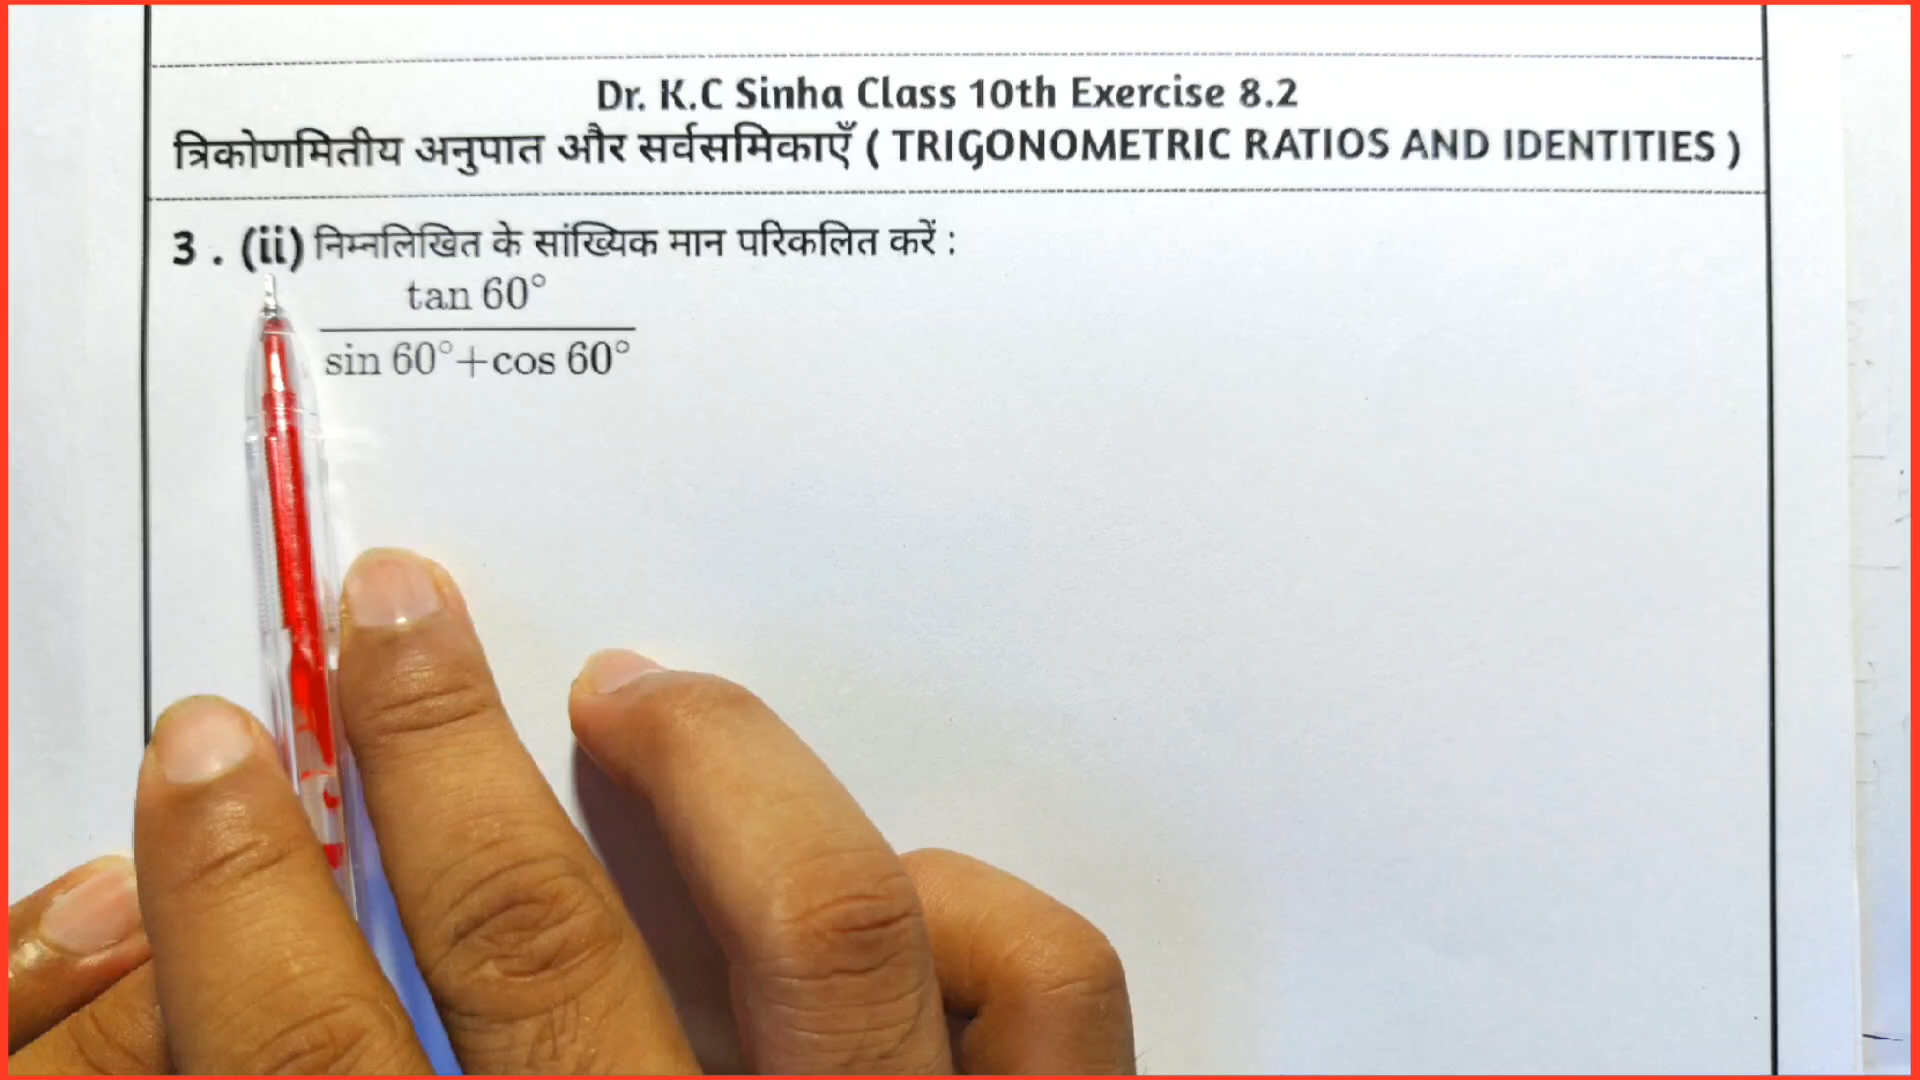 Dr. K.C Sinha Class 10th Exercise 8.2
त्रिकोणमितीय अनुपात और सर्वसमिकाएँ ( TRIGONOMETRIC RATIOS AND IDENTITIES )
3 . (ii) निम्नलिखित के सांख्यिक मान परिकलित करें :
tan 60°
sin 60°+cos 60°